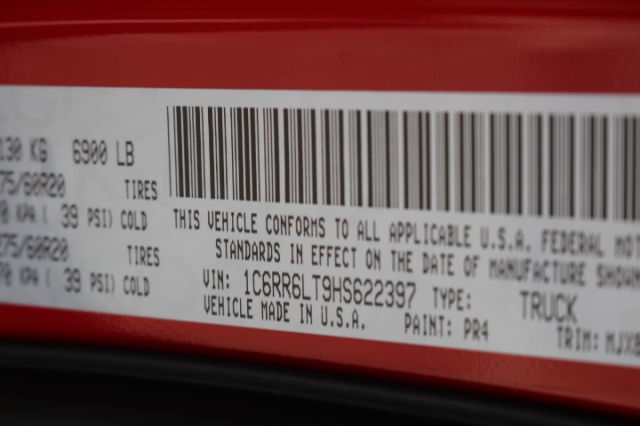 130 KG 6900 LB
75/60R20 TIRES
0 KPA ( 39 PSI) COLD
275/60R20 TIRES
70 KPA ( 39 PSI) COLD
THIS VEHICLE CONFORMS TO ALL APPLICABLE U.S.A. FEDERAL MOT
STANDARDS IN EFFECT ON THE DATE OF MANUFACTURE SHOWN
VIN: 1C6RR6LT9HS622397 TYPE: TRUCK
VEHICLE MADE IN U.S.A. PAINT: PR4 TRIM: MJX8